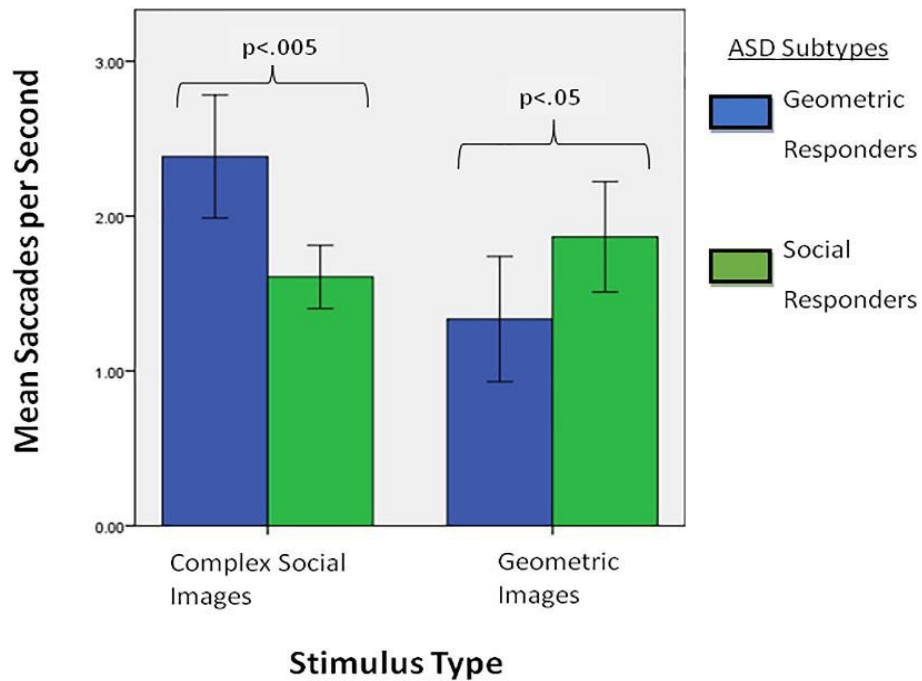 p<.005
p<.05
3.00
2.00
1.00
0.00
Mean Saccades per Second
Complex Social
Images
Geometric
Images
Stimulus Type
ASD Subtypes
Geometric
Responders
Social
Responders